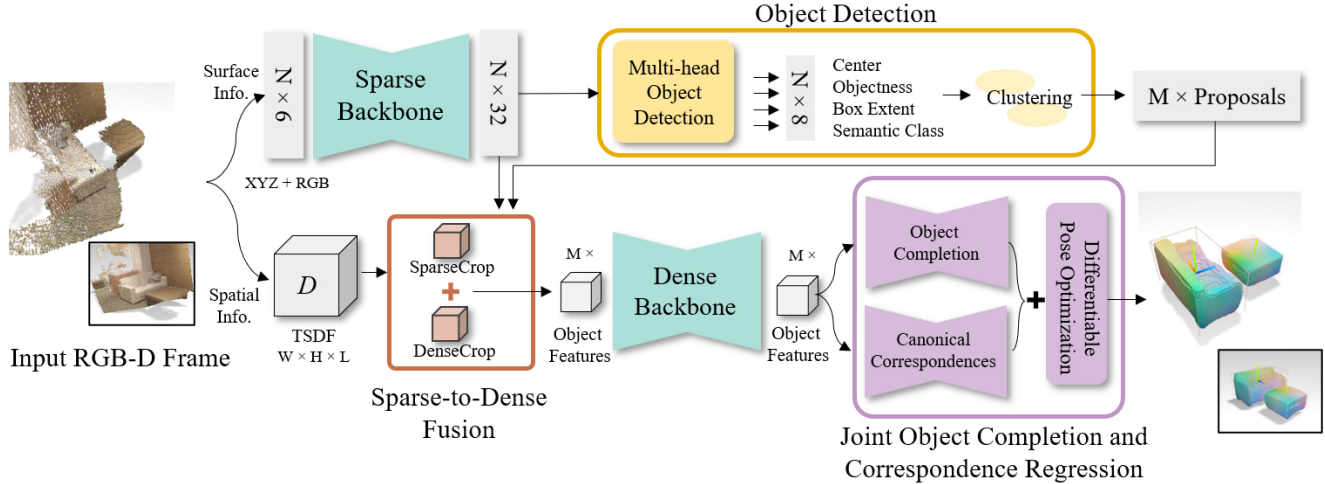 Object Detection
Surface
Info.
N × 6
Sparse
Backbone
N × 32
Multi-head
Object
Detection
N × 8
Center
Objectness
Box Extent
Semantic Class
Clustering
M × Proposals
XYZ + RGB
Spatial
Info.
Input RGB-D Frame
D
TSDF
W × H × L
SparseCrop
+
DenseCrop
Sparse-to-Dense
Fusion
M ×
Object
Features
Dense
Backbone
M ×
Object
Features
Object
Completion
Canonical
Correspondences
+
Differentiable
Pose Optimization
Joint Object Completion and
Correspondence Regression